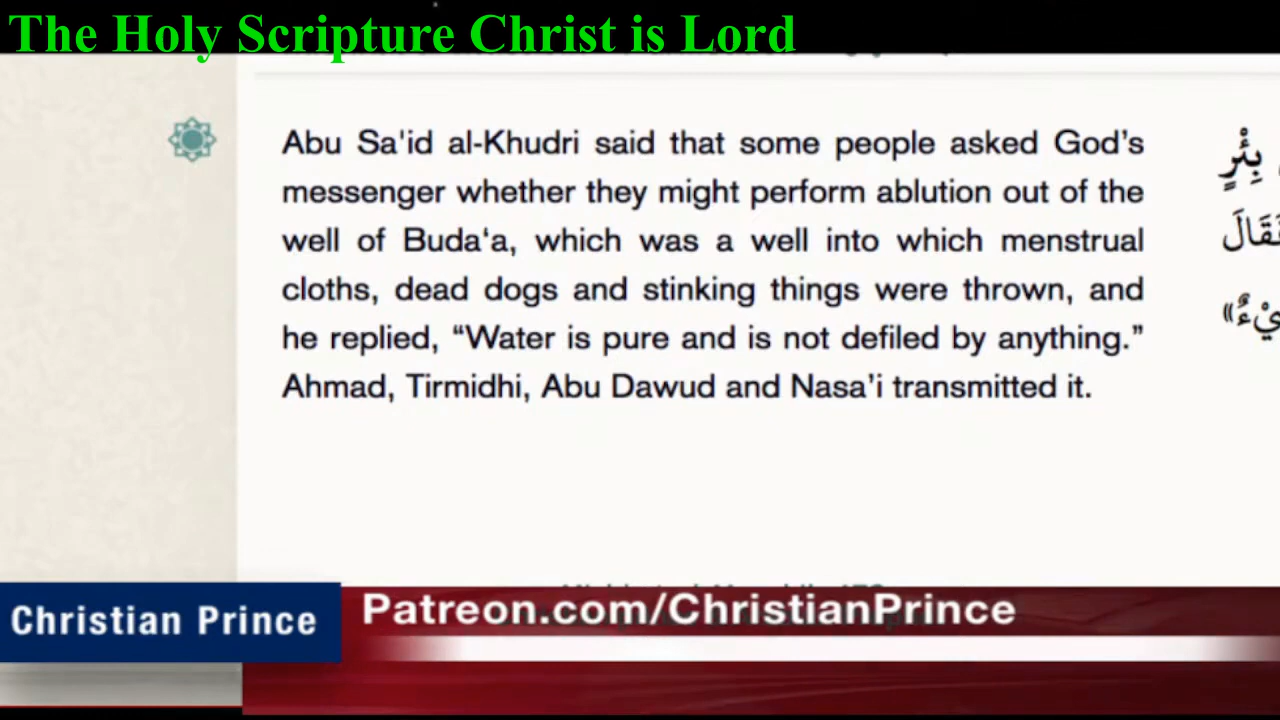 The Holy Scripture Christ is Lord
Abu Sa'id al-Khudri said that some people asked God's
messenger whether they might perform ablution out of the
well of Buda‘a, which was a well into which menstrual
cloths, dead dogs and stinking things were thrown, and
he replied, “Water is pure and is not defiled by anything.”
Ahmad, Tirmidhi, Abu Dawud and Nasa’i transmitted it.
بِئْرٍ
Patreon.com/ChristianPrince
Christian Prince